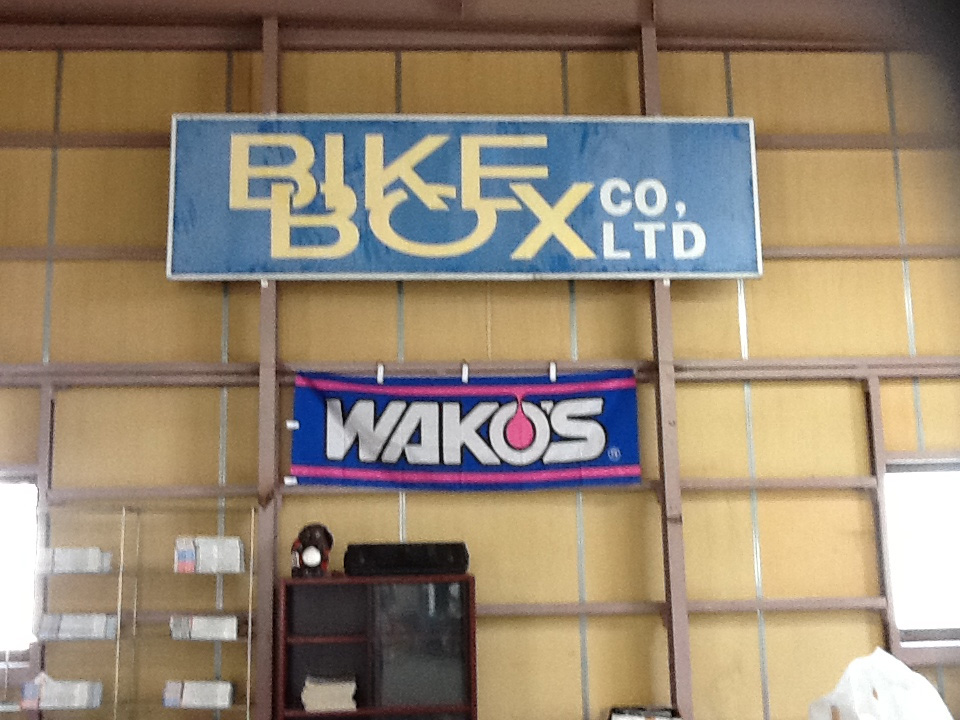 BIKE
BOX CO,
LTD
WAKO'S ®